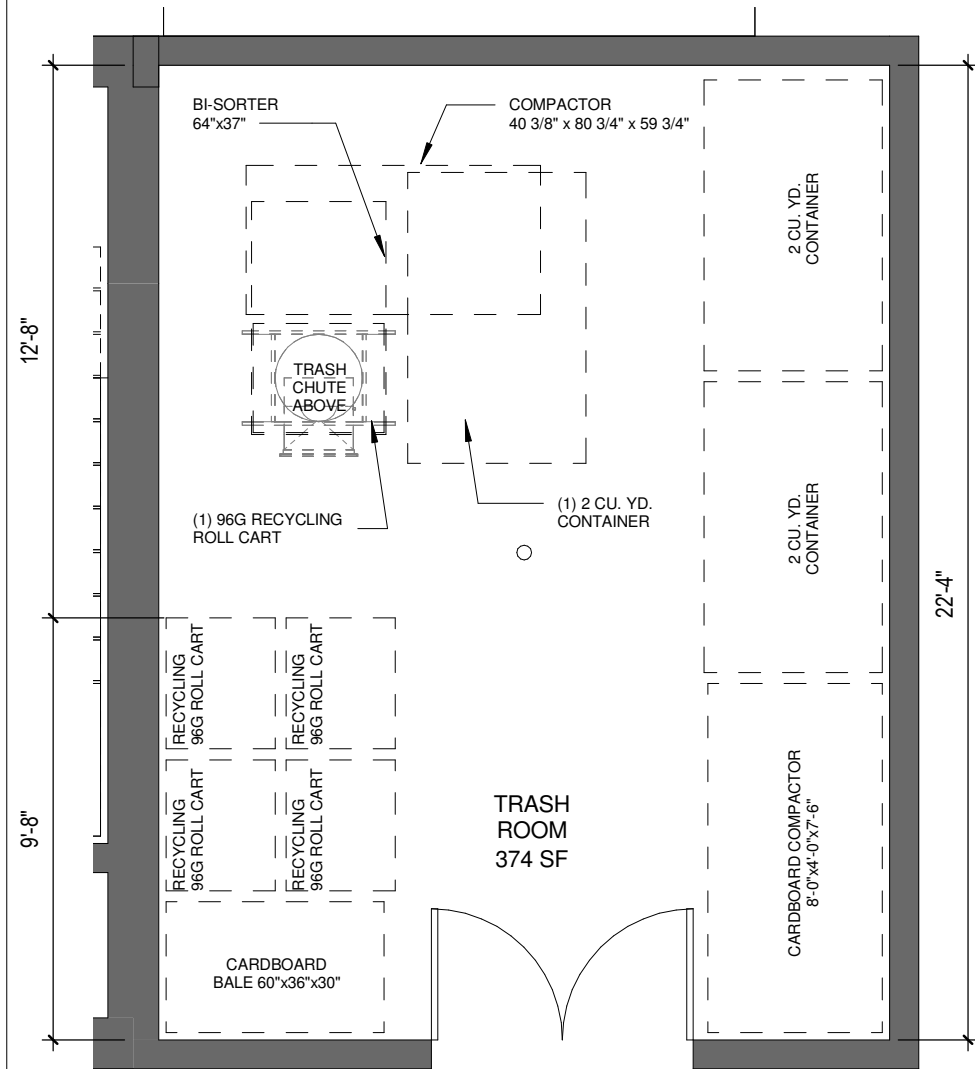 BI-SORTER
64"x37"
COMPACTOR
40 3/8" x 80 3/4" x 59 3/4"
2 CU. YD.
CONTAINER
12'-8"
TRASH
CHUTE
ABOVE
(1) 96G RECYCLING
ROLL CART
(1) 2 CU. YD.
CONTAINER
2 CU. YD.
CONTAINER
22'-4"
RECYCLING
96G ROLL CART
RECYCLING
96G ROLL CART
9'-8"
RECYCLING
96G ROLL CART
RECYCLING
96G ROLL CART
TRASH
ROOM
374 SF
CARDBOARD COMPACTOR
8'-0"x4'-0"x7'-6"
CARDBOARD
BALE 60"x36"x30"